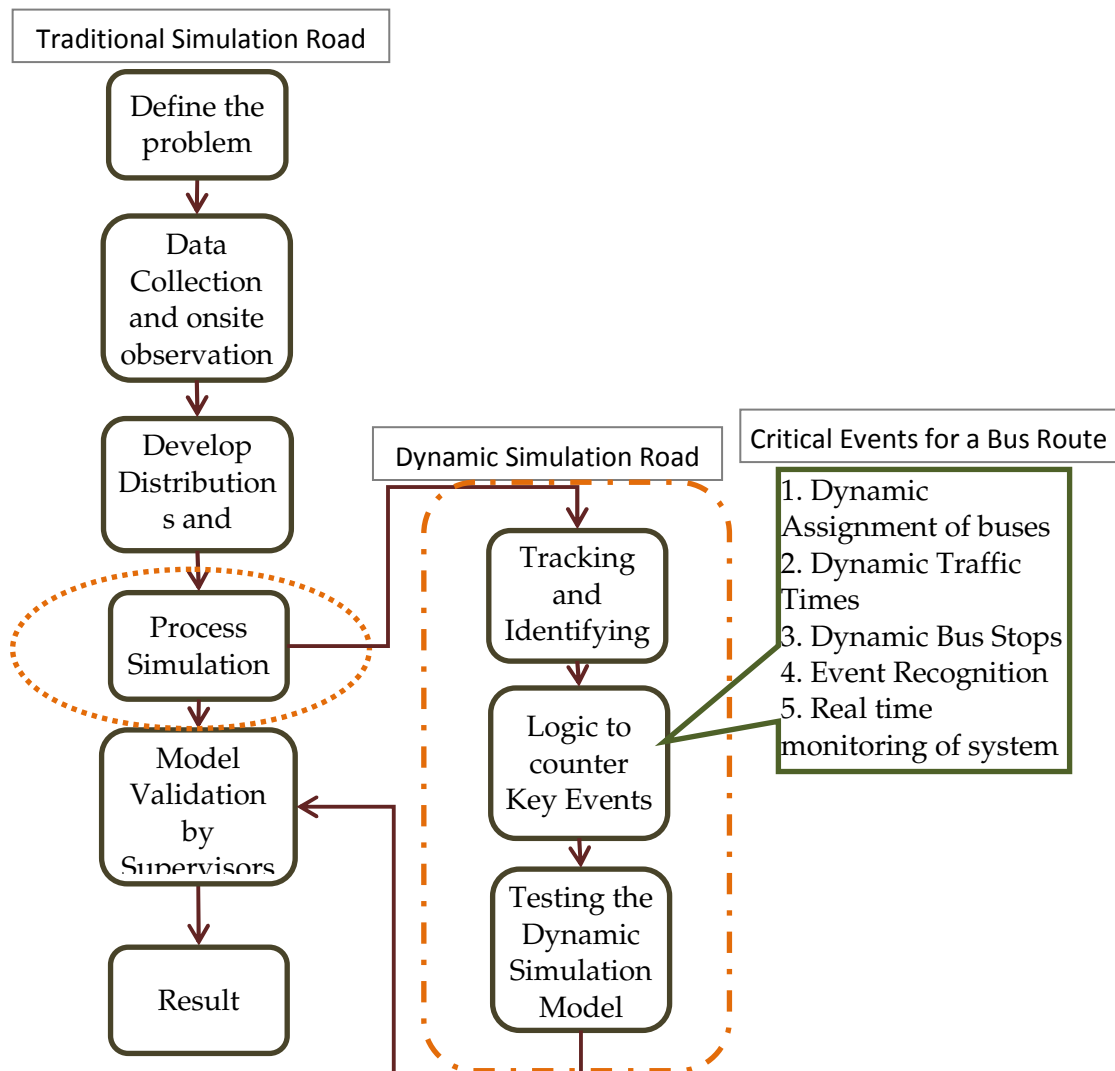 Traditional Simulation Road
Define the
problem
Data
Collection
and onsite
observation
Develop
Distribution
s and
Process
Simulation
Model
Validation
by
Supervisors
Result
Dynamic Simulation Road
Tracking
and
Identifying
Logic to
counter
Key Events
Testing the
Dynamic
Simulation
Model
Critical Events for a Bus Route
1. Dynamic
Assignment of buses
2. Dynamic Traffic
Times
3. Dynamic Bus Stops
4. Event Recognition
5. Real time
monitoring of system